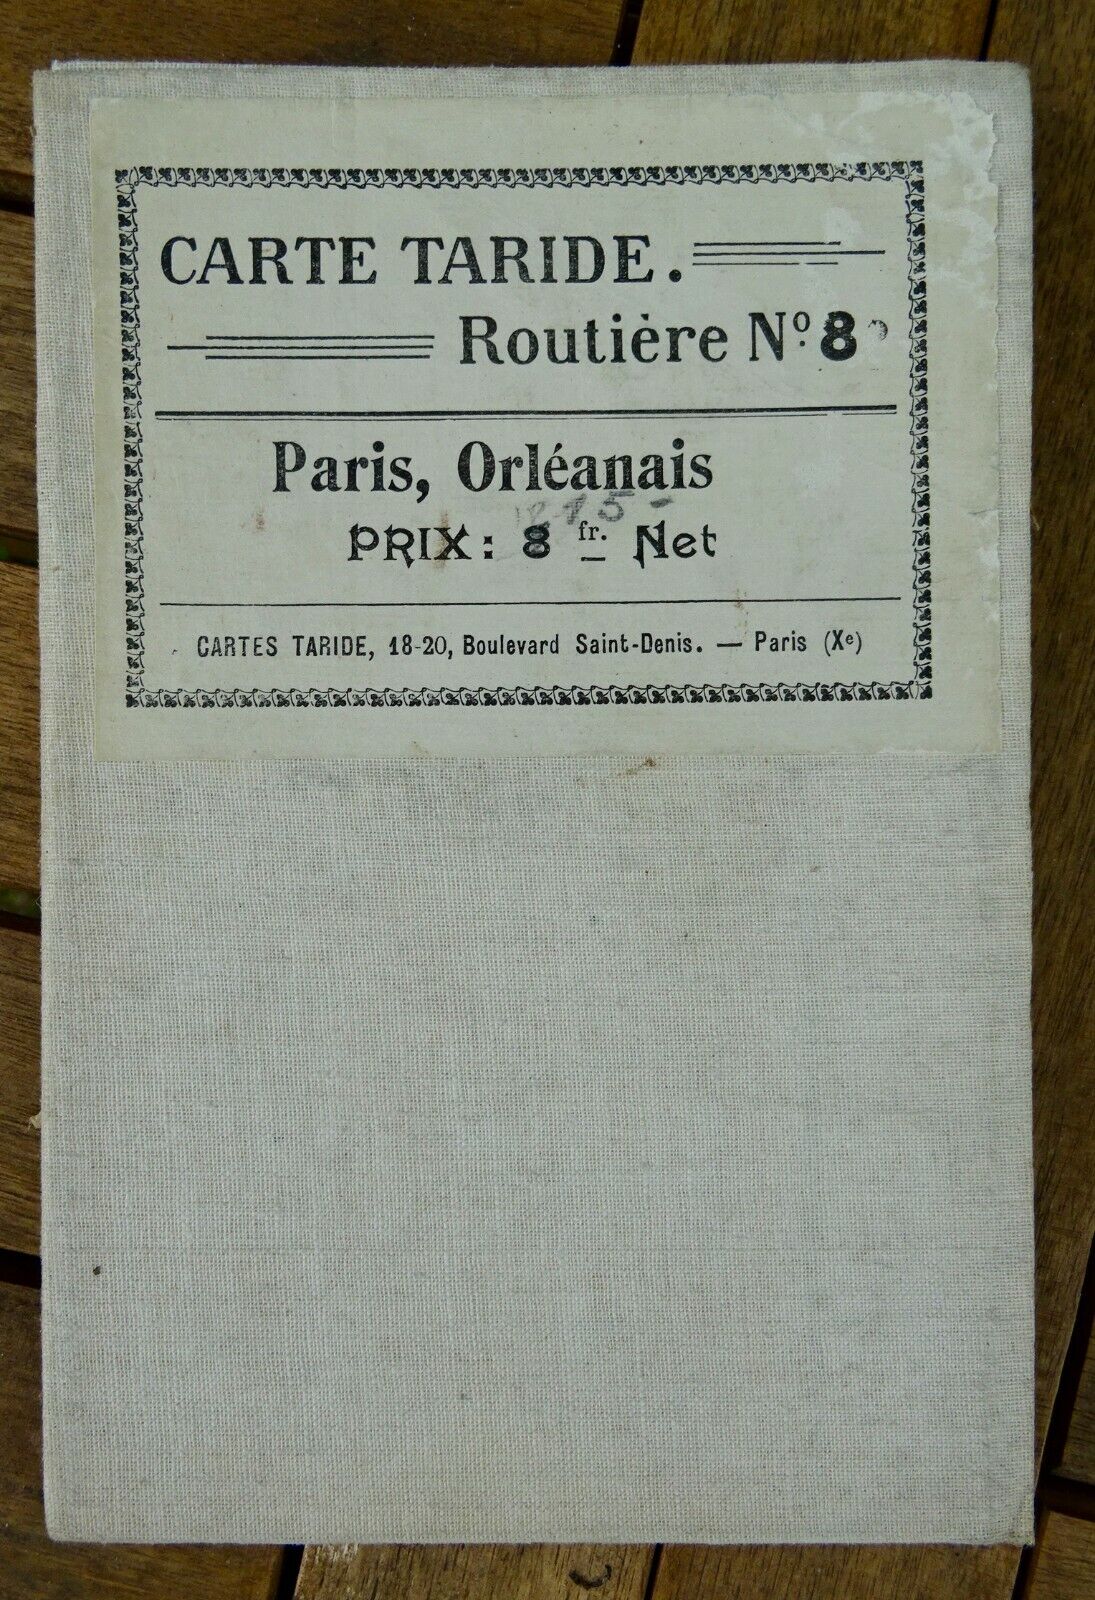 CARTE TARIDE.
Routière Nº 8
Paris, Orléanais
PRIX : 8 fr. Net
CARTES TARIDE, 18-20, Boulevard Saint-Denis. — Paris (Xe)